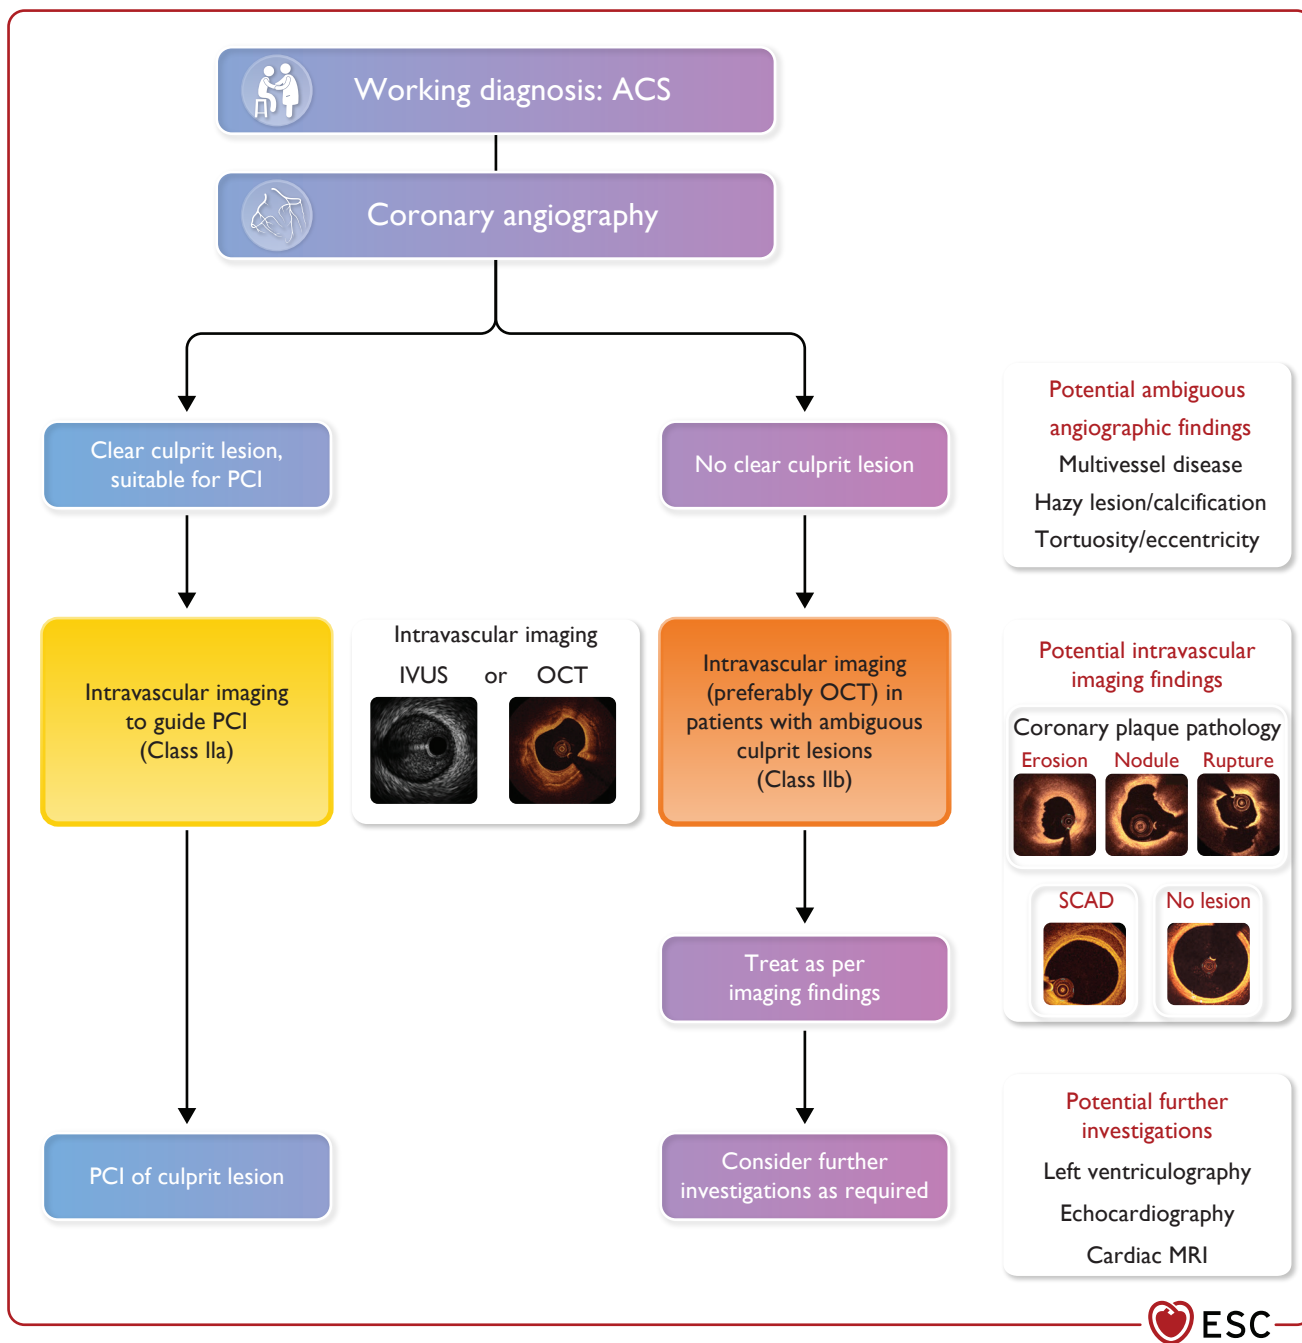 Working diagnosis: ACS
Coronary angiography
Clear culprit lesion,
suitable for PCI
No clear culprit lesion
Potential ambiguous
angiographic findings
Multivessel disease
Hazy lesion/calcification
Tortuosity/eccentricity
Intravascular imaging
to guide PCI
(Class IIa)
Intravascular imaging
IVUS or OCT
Intravascular imaging
(preferably OCT) in
patients with ambiguous
culprit lesions
(Class IIb)
Potential intravascular
imaging findings
Coronary plaque pathology
Erosion Nodule Rupture
SCAD No lesion
Treat as per
imaging findings
PCI of culprit lesion
Consider further
investigations as required
Potential further
investigations
Left ventriculography
Echocardiography
Cardiac MRI
ESC